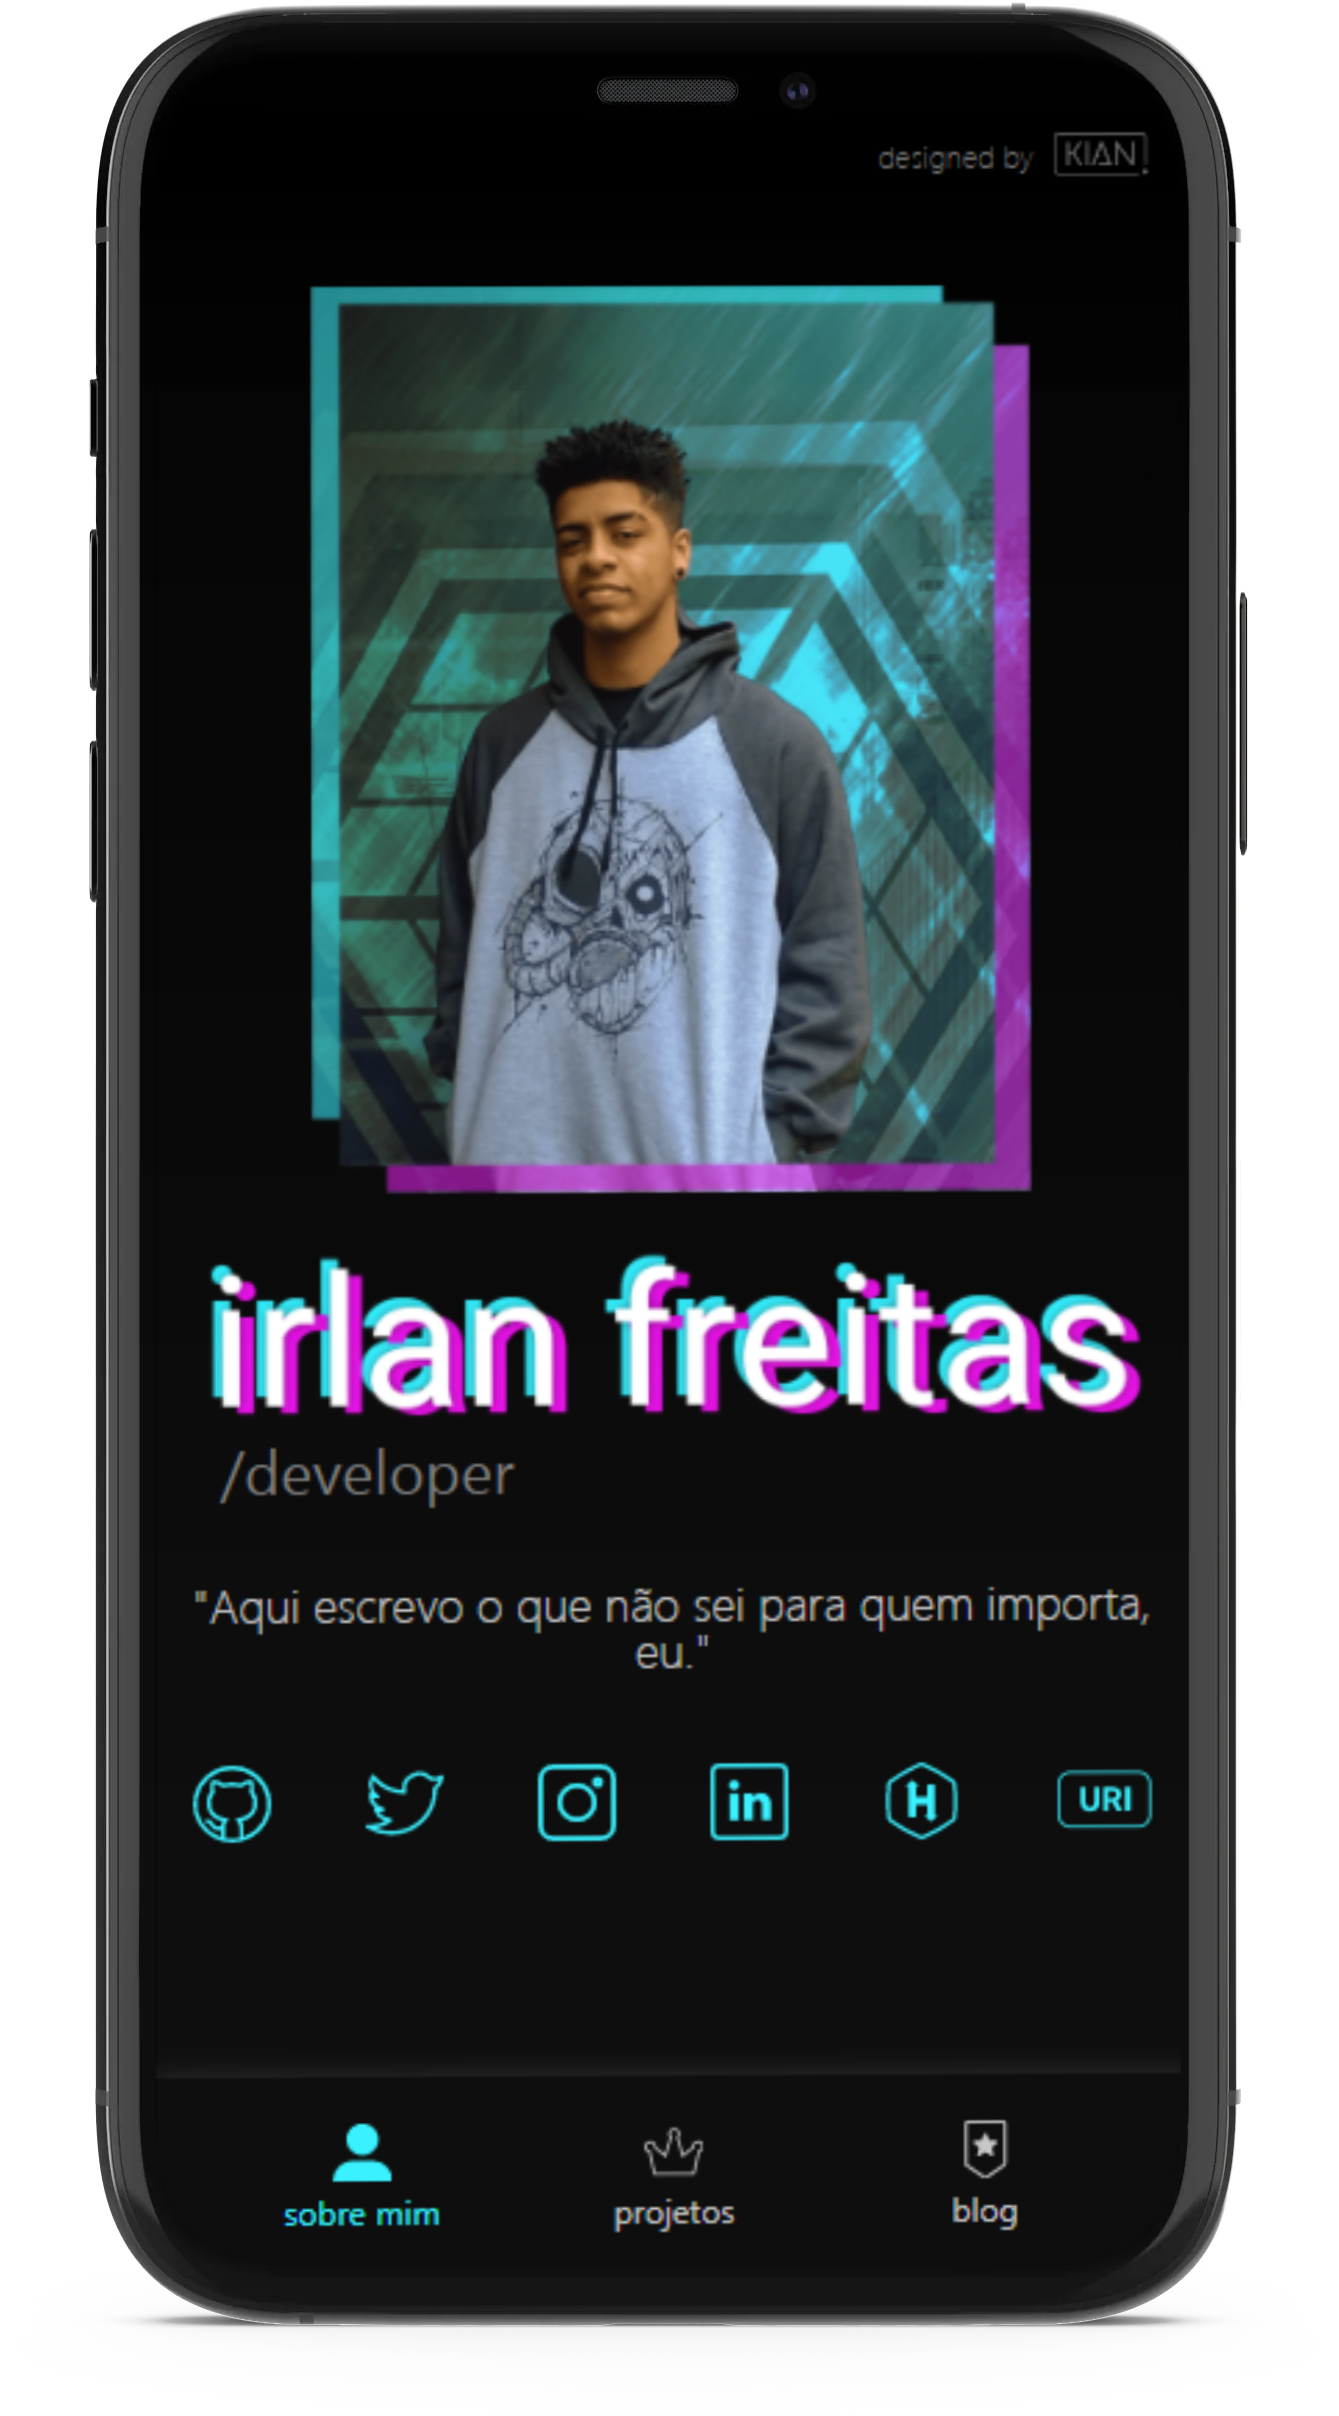 designed by KIAN
irlan freitas
/developer
"Aqui escrevo o que não sei para quem importa,
eu."
in H URI
sobre mim projetos blog